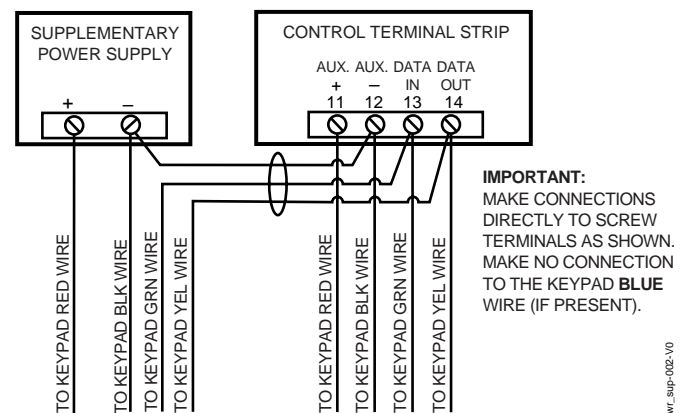 SUPPLEMENTARY
POWER SUPPLY
+ –
CONTROL TERMINAL STRIP
AUX. AUX. DATA DATA
+ – IN OUT
11 12 13 14
IMPORTANT:
MAKE CONNECTIONS
DIRECTLY TO SCREW
TERMINALS AS SHOWN.
MAKE NO CONNECTION
TO THE KEYPAD BLUE
WIRE (IF PRESENT).
TO KEYPAD RED WIRE
TO KEYPAD BLK WIRE
TO KEYPAD GRN WIRE
TO KEYPAD YEL WIRE
TO KEYPAD RED WIRE
TO KEYPAD BLK WIRE
TO KEYPAD GRN WIRE
TO KEYPAD YEL WIRE
wr_sup-002-V0